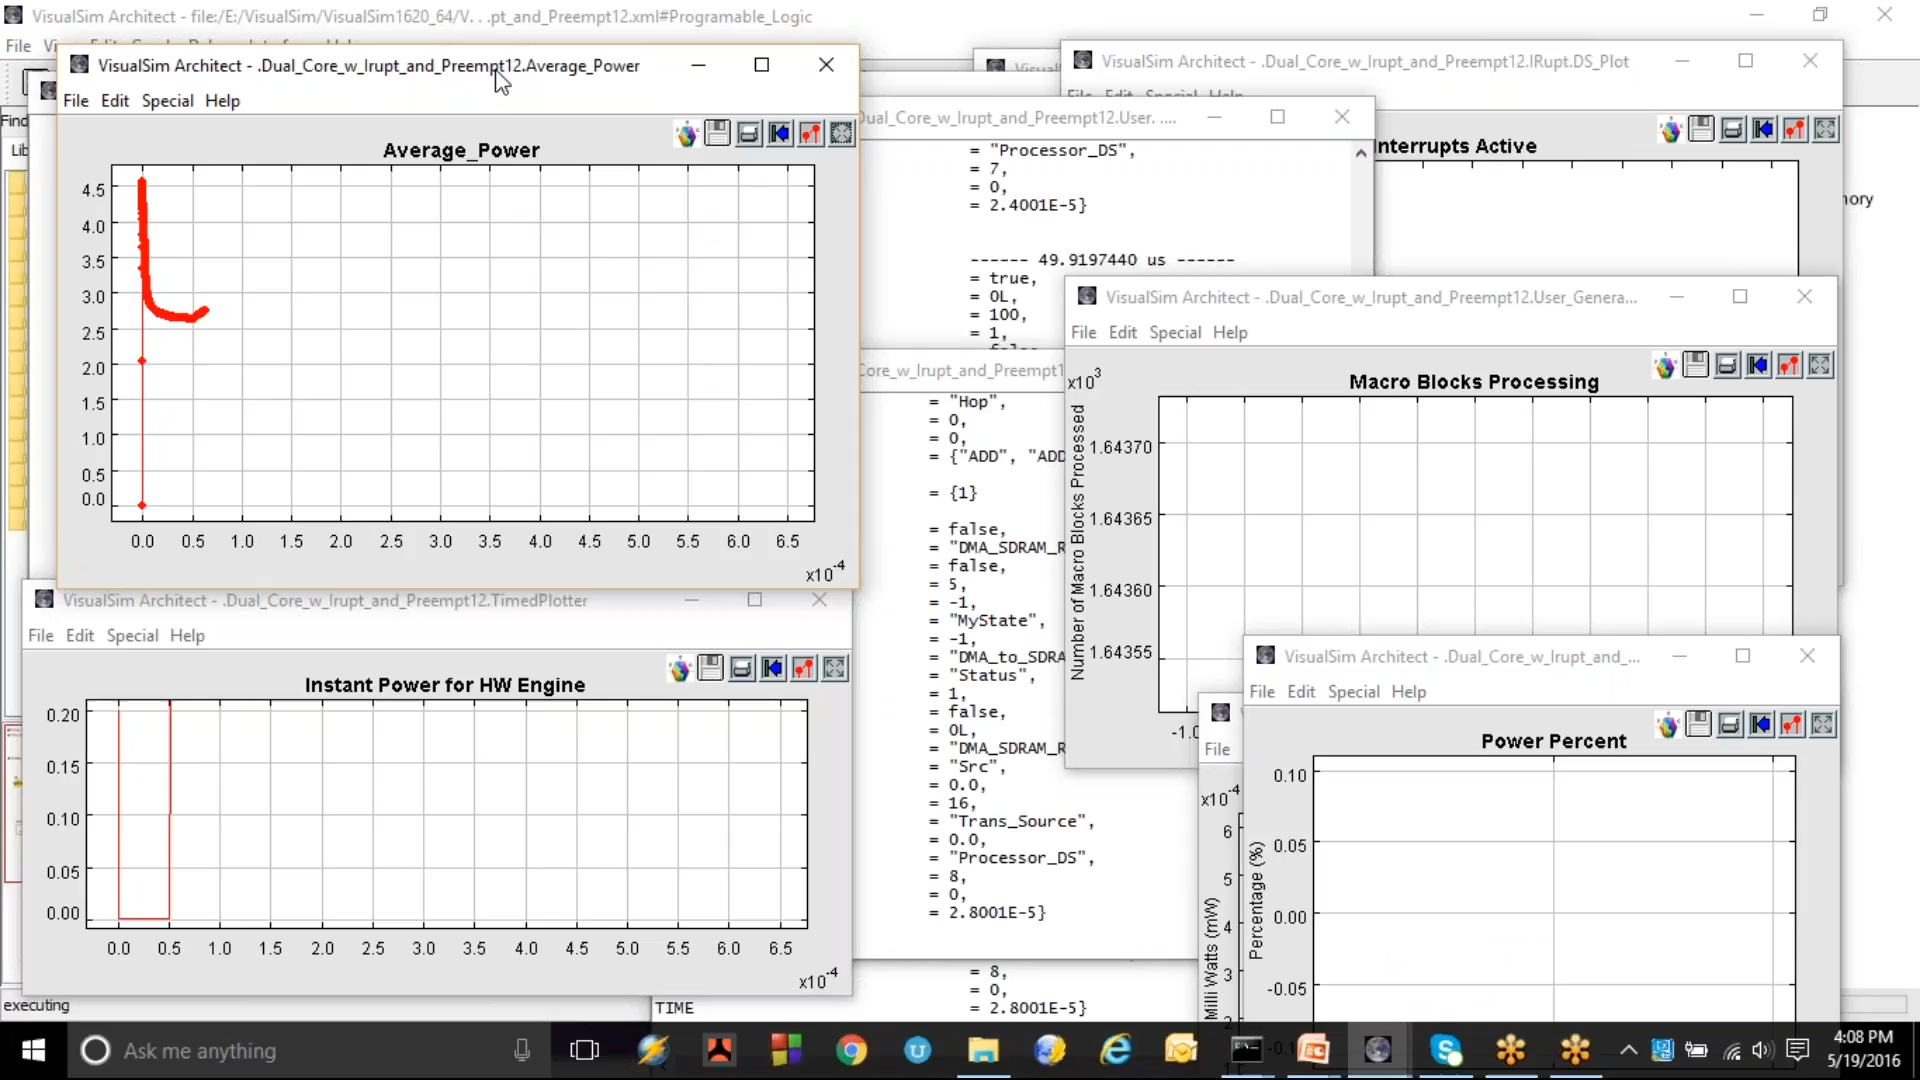 VisualSim Architect - file:/E:/VisualSim/VisualSim1620_64/V. . .pt_and_Preempt12.xml#Programable_Logic
File
VisualSim Architect - .Dual_Core_w_Irupt_and_Preempt12.Average_Power
File Edit Special Help
Average_Power
4.5
4.0
3.5
3.0
2.5
2.0
1.5
1.0
0.5
0.0
0.0 0.5 1.0 1.5 2.0 2.5 3.0 3.5 4.0 4.5 5.0 5.5 6.0 6.5
x10-4
Find
VisualSim Architect - .Dual_Core_w_Irupt_and_Preempt12.TimedPlotter
File Edit Special Help
Instant Power for HW Engine
0.20
0.15
0.10
0.05
0.00
0.0 0.5 1.0 1.5 2.0 2.5 3.0 3.5 4.0 4.5 5.0 5.5 6.0 6.5
x10-4
executing
Dual_Core_w_Irupt_and_Preempt12.User. ....
= "Processor_DS",
= 7,
= 0,
= 2.4001E-5}
------ 49.9197440 us ------
= true,
= 0L,
= 100,
= 1,
Core_w_Irupt_and_Preempt1
= "Hop",
= 0,
= 0,
= {"ADD", "ADD
= {1}
= false,
= "DMA_SDRAM_R
= false,
= 5,
= -1,
= "MyState",
= -1,
= "DMA_to_SDRA
= "Status",
= 1,
= false,
= 0L,
= "DMA_SDRAM_R
= "Src",
= 0.0,
= 16,
= "Trans_Source",
= 0.0,
= "Processor_DS",
= 8,
= 0,
= 2.8001E-5}
= 8,
= 0,
TIME = 2.8001E-5}
VisualSim Architect - .Dual_Core_w_Irupt_and_Preempt12.IRupt.DS_Plot
Interrupts Active
VisualSim Architect - .Dual_Core_w_Irupt_and_Preempt12.User_Genera...
File Edit Special Help
x10 3
Macro Blocks Processing
Number of Macro Blocks Processed
1.64370
1.64365
1.64360
1.64355
-1.0
File
x10-4
6
5
4
3
2
Milli Watts (mW)
VisualSim Architect - .Dual_Core_w_Irupt_and_...
File Edit Special Help
Power Percent
Percentage (%)
0.10
0.05
0.00
-0.05
Ask me anything
4:08 PM
5/19/2016